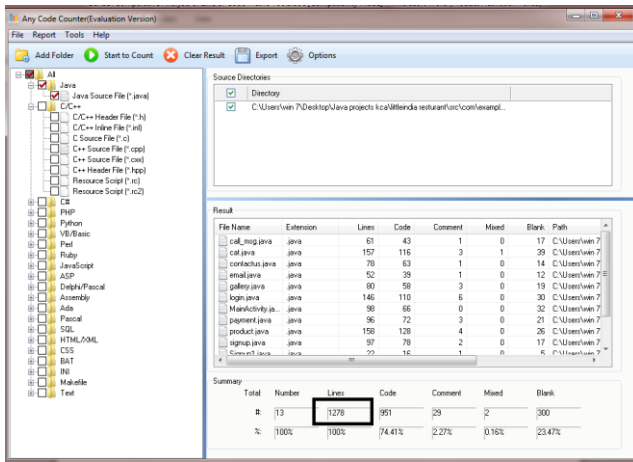 Any Code Counter(Evaluation Version)
File Report Tools Help
Add Folder Start to Count Clear Result Export Options
All
Java
Java Source File (*.java)
C/C++
C/C++ Header File (*.h)
C/C++ Inline File (*.inl)
C Source File (*.c)
C++ Source File (*.cpp)
C++ Source File (*.cxx)
C++ Header File (*.hpp)
Resource Script (*.rc)
Resource Script (*.rc2)
C#
PHP
Python
VB/Basic
Perl
Ruby
JavaScript
ASP
Delphi/Pascal
Assembly
Ada
Pascal
SQL
HTML/XML
CSS
BAT
INI
Makefile
Text
Source Directories
Directory
C:\Users\win 7\Desktop\Java projects kca\littleindia resturant\src\com\exampl...
Result
File Name Extension Lines Code Comment Mixed Blank Path
call_msg.java .java 61 43 1 0 17 C:\Users\win 7
cat.java .java 157 116 3 1 39 C:\Users\win 7
contactus.java .java 78 63 1 0 14 C:\Users\win 7
email.java .java 52 39 1 0 12 C:\Users\win 7
gallery.java .java 80 58 3 0 19 C:\Users\win 7
login.java .java 146 110 6 0 30 C:\Users\win 7
MainActivity.ja... .java 98 66 0 0 32 C:\Users\win 7
payment.java .java 96 72 3 0 21 C:\Users\win 7
product.java .java 158 128 4 0 26 C:\Users\win 7
signup.java .java 97 78 2 0 17 C:\Users\win 7
Signup1.java .java 22 16 1 0 5 C:\Users\win 7
Summary
Total: Number Lines Code Comment Mixed Blank
#: 13 1278 951 29 2 300
%: 100% 100% 74.41% 2.27% 0.16% 23.47%